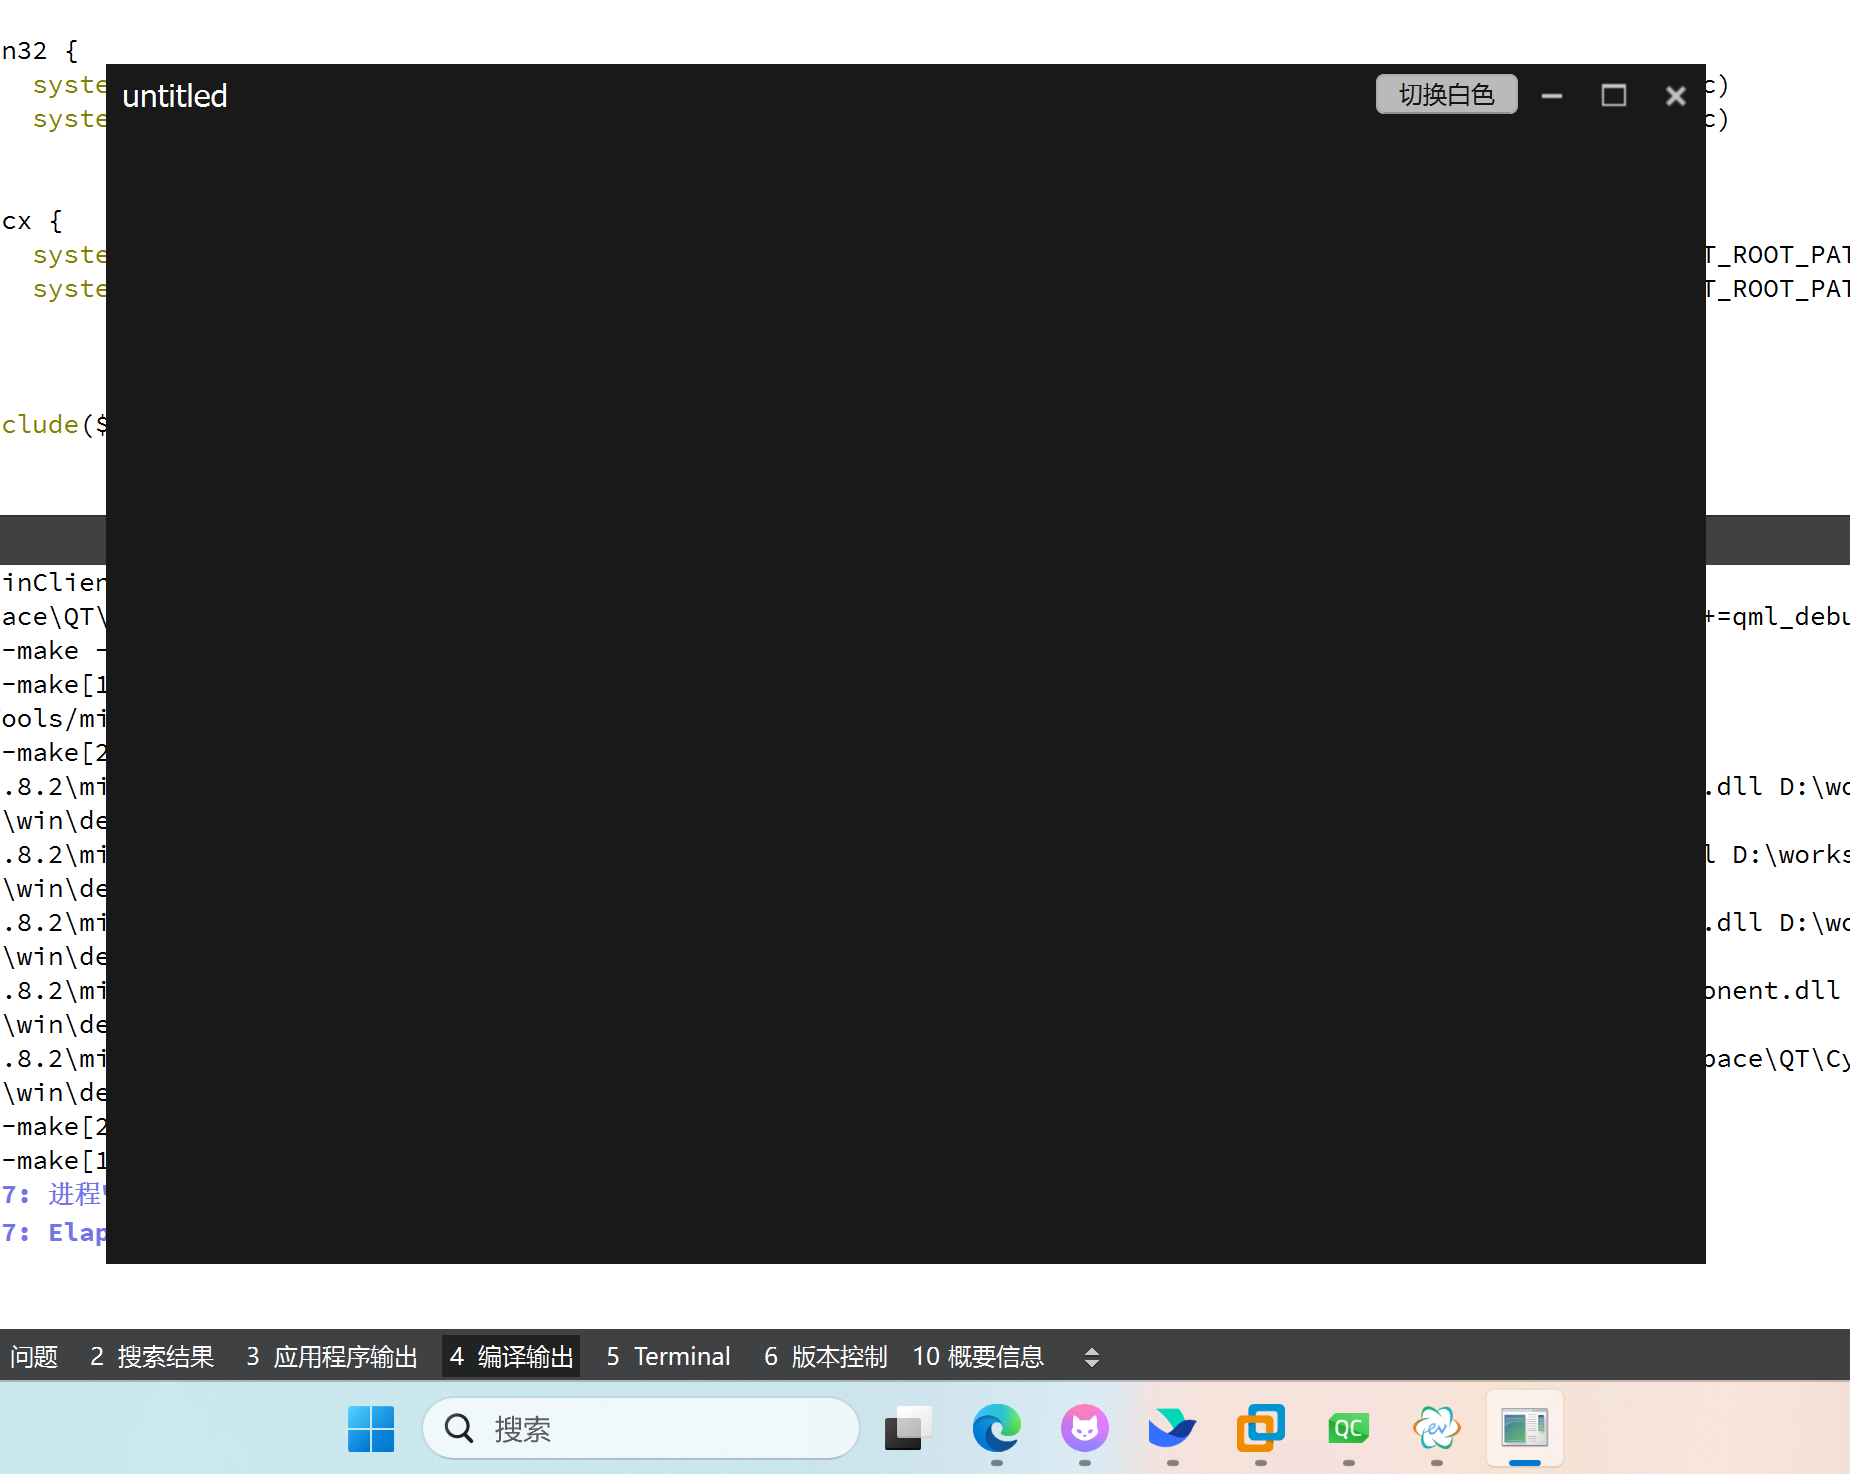 n32 {
syste
c)
syste
c)
untitled
切换白色
cx {
syste
T_ROOT_PAT
syste
T_ROOT_PAT
clude($
inClien
ace\QT\
+=qml_debu
-make -
-make[1
ools/mi
-make[2
.8.2\mi
.dll D:\wo
\win\de
.8.2\mi
l D:\works
\win\de
.8.2\mi
.dll D:\wo
\win\de
.8.2\mi
onent.dll
\win\de
.8.2\mi
pace\QT\Cy
\win\de
-make[2
-make[1
7: 进程"
7: Elap
问题 2 搜索结果 3 应用程序输出 4 编译输出 5 Terminal 6 版本控制 10 概要信息
搜索
QC
ev